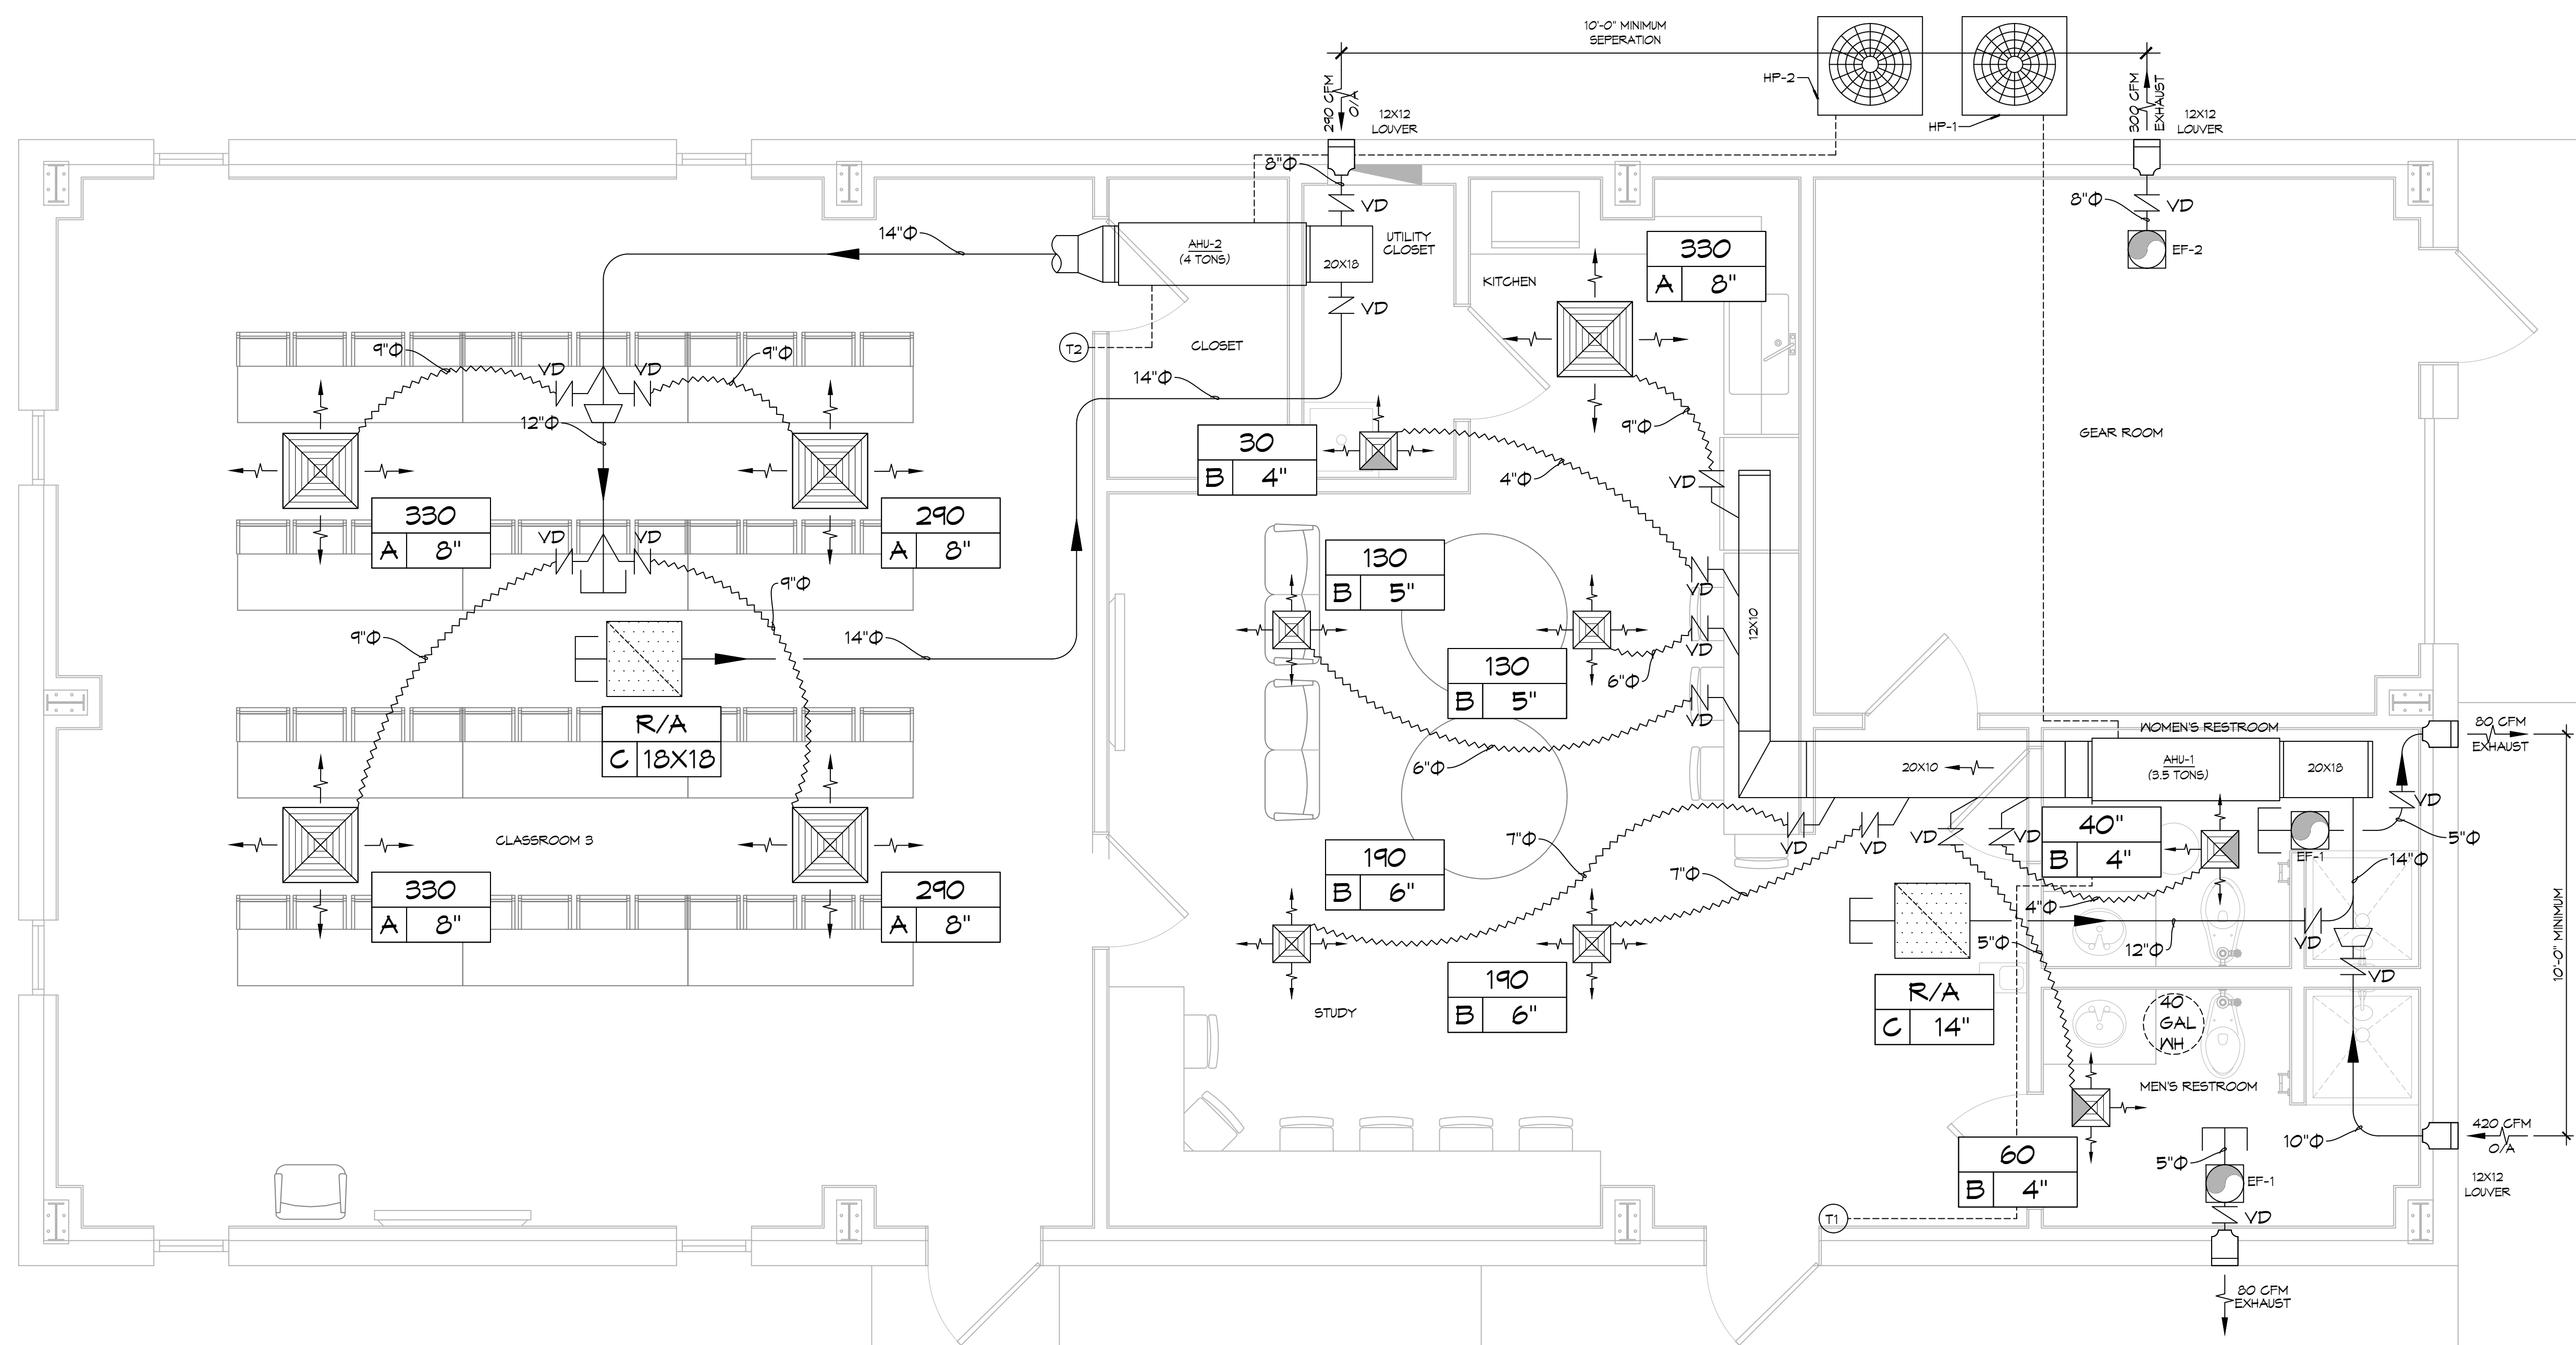 10'-0" MINIMUM
SEPERATION
HP-2
HP-1
290 CFM
O/A
12X12
LOUVER
300 CFM
EXHAUST
12X12
LOUVER
8"Φ
VD
8"Φ
VD
EF-2
14"Φ
AHU-2
(4 TONS)
20X18
UTILITY
CLOSET
VD
KITCHEN
330
A 8"
T2
CLOSET
14"Φ
9"Φ
VD
VD
9"Φ
12"Φ
9"Φ
GEAR ROOM
30
B 4"
4"Φ
VD
330
A 8"
290
A 8"
VD
VD
9"Φ
9"Φ
14"Φ
130
B 5"
VD
12X10
130
B 5"
VD
6"Φ
R/A
C 18X18
VD
6"Φ
WOMEN'S RESTROOM
80 CFM
EXHAUST
20X10
AHU-1
(3.5 TONS)
20X18
CLASSROOM 3
330
A 8"
290
A 8"
190
B 6"
7"Φ
7"Φ
VD
VD
VD
VD
40"
B 4"
EF-1
VD
5"Φ
14"Φ
4"Φ
5"Φ
12"Φ
VD
VD
10'-0" MINIMUM
190
B 6"
STUDY
R/A
C 14"
40
GAL
WH
MEN'S RESTROOM
10"Φ
420 CFM
O/A
12X12
LOUVER
60
B 4"
5"Φ
EF-1
T1
VD
80 CFM
EXHAUST